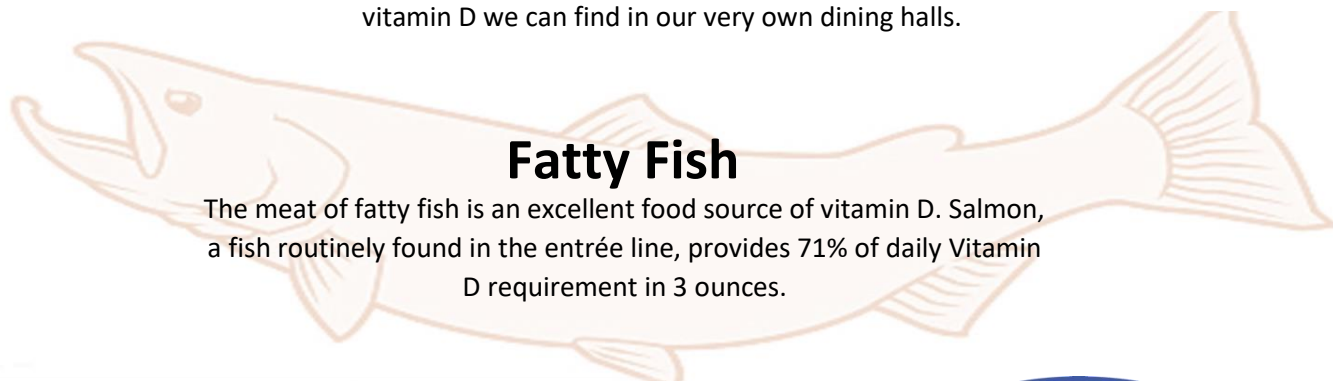 vitamin D we can find in our very own dining halls.
Fatty Fish
The meat of fatty fish is an excellent food source of vitamin D. Salmon,
a fish routinely found in the entrée line, provides 71% of daily Vitamin
D requirement in 3 ounces.